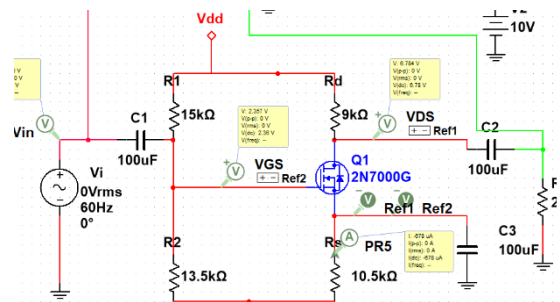 V2
10V
Vdd
V: 6.784 V
V(p-p): 0 V
V(rms): 0 V
V(dc): 6.78 V
V(freq): --
R1
Rd
15kΩ
9kΩ
Vin
C1
100uF
V: 2.357 V
V(p-p): 0 V
V(rms): 0 V
V(dc): 2.36 V
V(freq): --
VDS
Ref1
C2
100uF
Vi
0Vrms
60Hz
0°
VGS
Ref2
Q1
2N7000G
V
V
V
V
V
Ref1 Ref2
R2
13.5kΩ
Rs
10.5kΩ
A
PR5
I: -678 uA
I(p-p): 0 A
I(rms): 0 A
I(dc): -678 uA
I(freq): --
C3
100uF